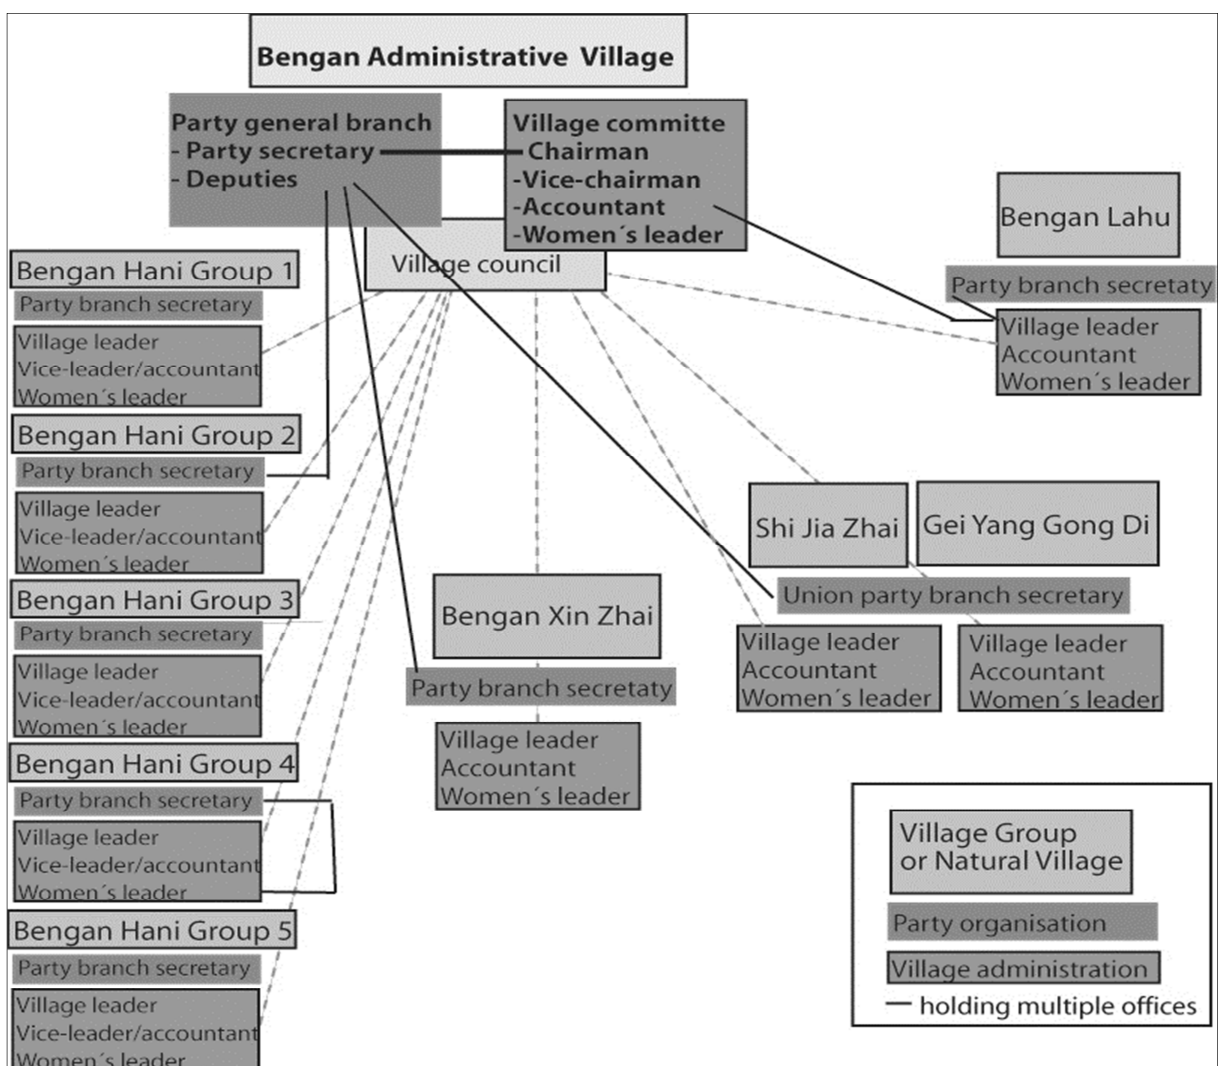 Bengan Administrative Village
Party general branch
- Party secretary
- Deputies
Village committe
Chairman
-Vice-chairman
-Accountant
-Women´s leader
Village council
Bengan Hani Group 1
Party branch secretary
Village leader
Vice-leader/accountant
Women´s leader
Bengan Hani Group 2
Party branch secretary
Village leader
Vice-leader/accountant
Women´s leader
Bengan Hani Group 3
Party branch secretary
Village leader
Vice-leader/accountant
Women´s leader
Bengan Hani Group 4
Party branch secretary
Village leader
Vice-leader/accountant
Women´s leader
Bengan Hani Group 5
Party branch secretary
Village leader
Vice-leader/accountant
Women´s leader
Bengan Xin Zhai
Party branch secretaty
Village leader
Accountant
Women´s leader
Shi Jia Zhai
Gei Yang Gong Di
Union party branch secretary
Village leader
Accountant
Women´s leader
Village leader
Accountant
Women´s leader
Bengan Lahu
Party branch secretaty
Village leader
Accountant
Women´s leader
Village Group
or Natural Village
Party organisation
Village administration
holding multiple offices